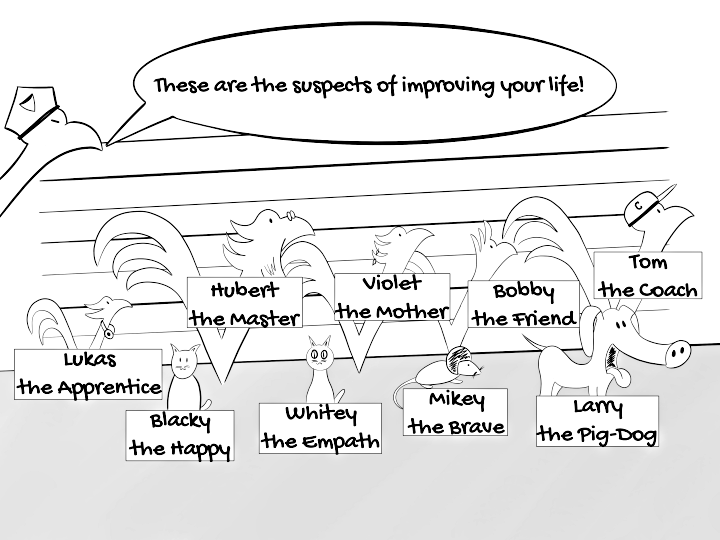 These are the suspects of improving your life!
C
Tom
the Coach
Hubert
the Master
Violet
the Mother
Bobby
the Friend
Lukas
the Apprentice
Blacky
the Happy
Whitey
the Empath
Mikey
the Brave
Larry
the Pig-Dog